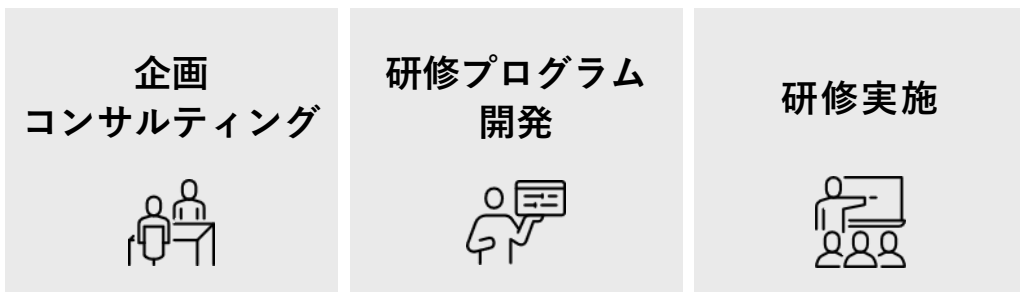 企画
コンサルティング
研修プログラム
開発
研修実施